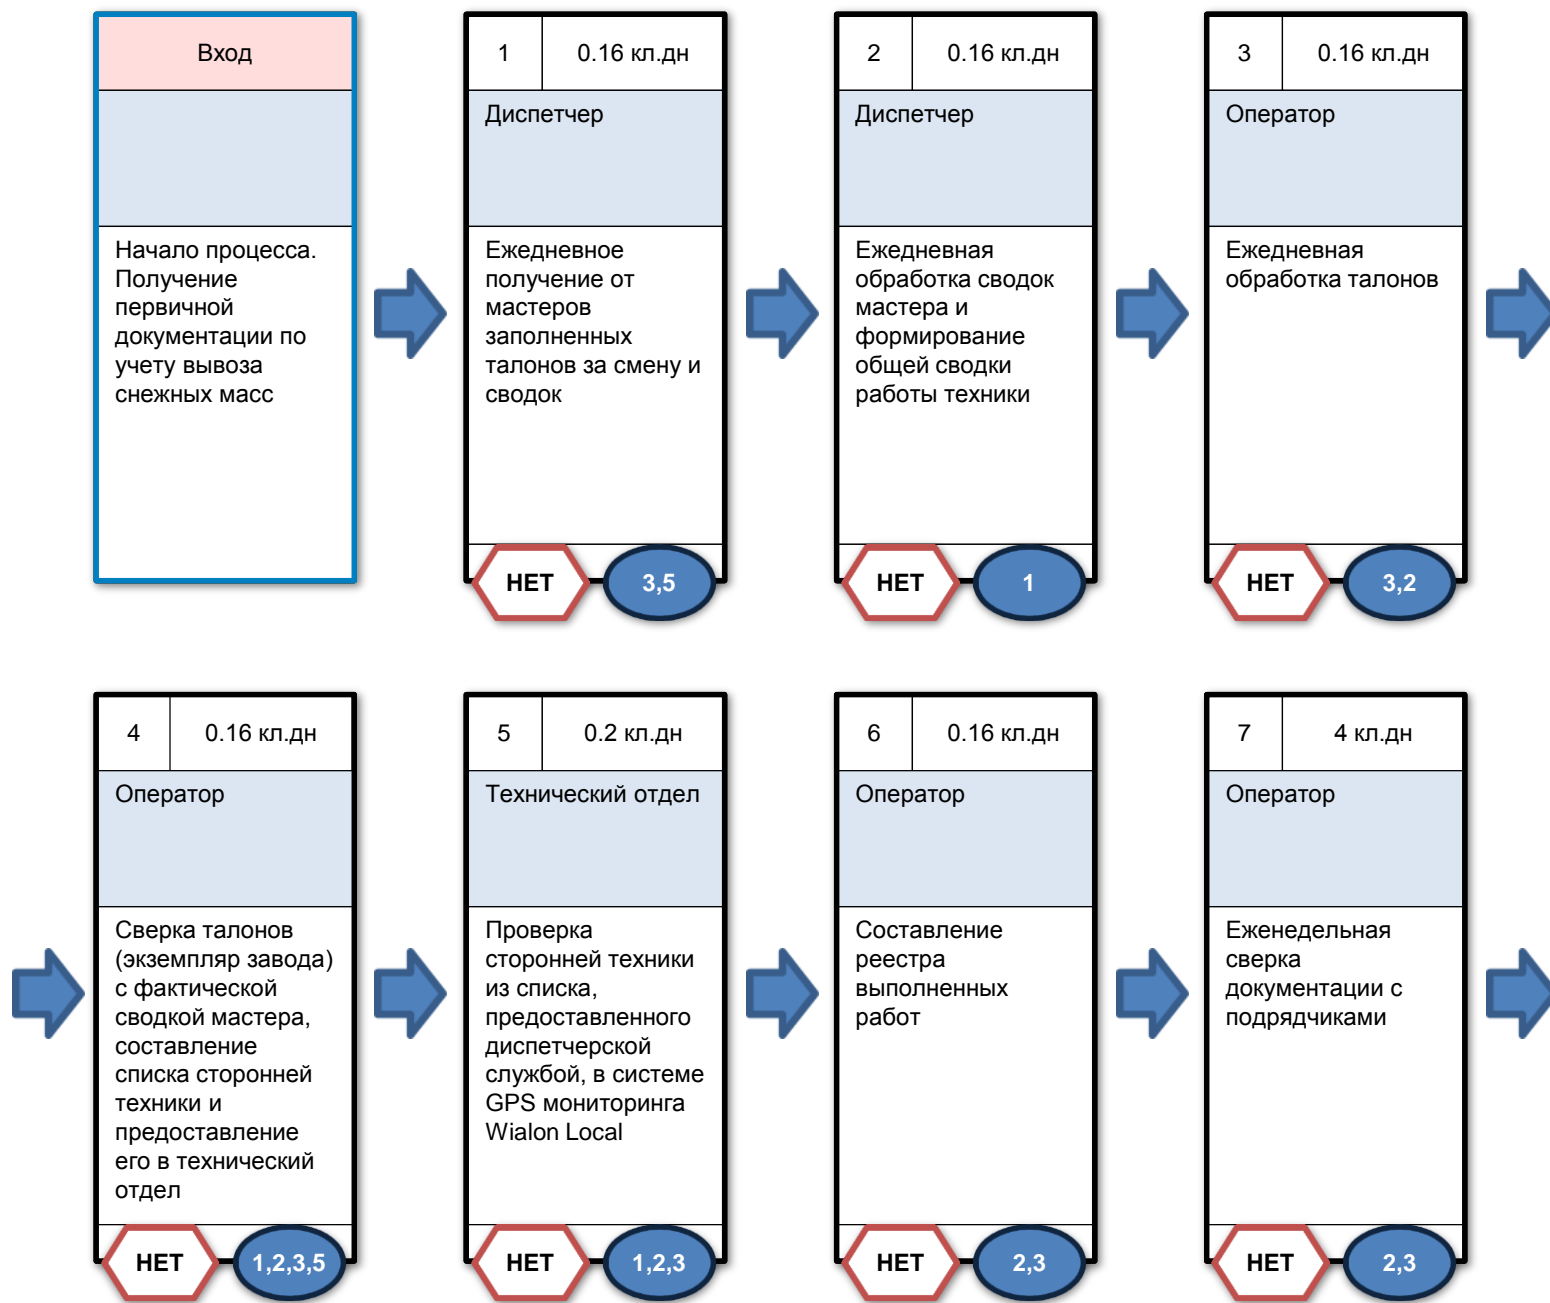 Вход
Начало процесса.
Получение
первичной
документации по
учету вывоза
снежных масс
1 0.16 кл.дн
Диспетчер
Ежедневное
получение от
мастеров
заполненных
талонов за смену и
сводок
НЕТ 3,5
2 0.16 кл.дн
Диспетчер
Ежедневная
обработка сводок
мастера и
формирование
общей сводки
работы техники
НЕТ 1
3 0.16 кл.дн
Оператор
Ежедневная
обработка талонов
НЕТ 3,2
4 0.16 кл.дн
Оператор
Сверка талонов
(экземпляр завода)
с фактической
сводкой мастера,
составление
списка сторонней
техники и
предоставление
его в технический
отдел
НЕТ 1,2,3,5
5 0.2 кл.дн
Технический отдел
Проверка
сторонней техники
из списка,
предоставленного
диспетчерской
службой, в системе
GPS мониторинга
Wialon Local
НЕТ 1,2,3
6 0.16 кл.дн
Оператор
Составление
реестра
выполненных
работ
НЕТ 2,3
7 4 кл.дн
Оператор
Еженедельная
сверка
документации с
подрядчиками
НЕТ 2,3